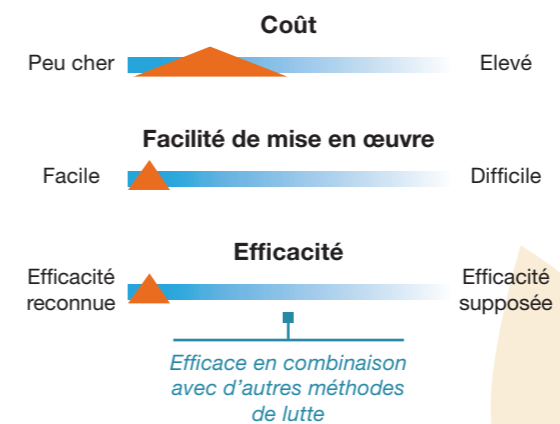 Coût
Peu cher Elevé
Facilité de mise en œuvre
Facile Difficile
Efficacité
Efficacité reconnue
Efficacité supposée
Efficace en combinaison
avec d'autres méthodes
de lutte